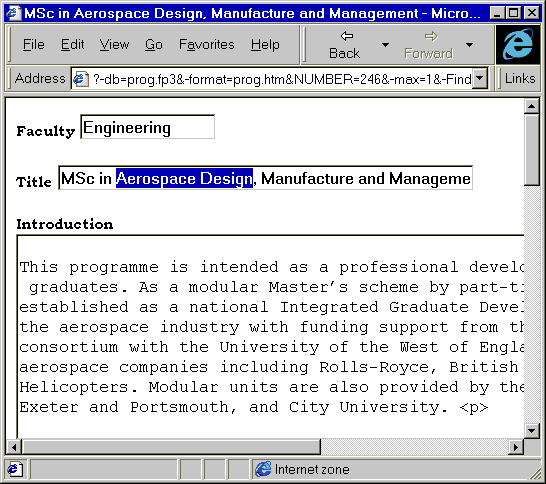 MSc in Aerospace Design, Manufacture and Management - Micro...
File Edit View Go Favorites Help Back Forward
Address ?-db=prog.fp3&-format=prog.htm&NUMBER=246&-max=1&-Find Links
Faculty Engineering
Title MSc in Aerospace Design, Manufacture and Manageme
Introduction
This programme is intended as a professional develo
graduates. As a modular Master's scheme by part-ti
established as a national Integrated Graduate Devel
the aerospace industry with funding support from th
consortium with the University of the West of Engla
aerospace companies including Rolls-Royce, British
Helicopters. Modular units are also provided by the
Exeter and Portsmouth, and City University. <p>
Internet zone